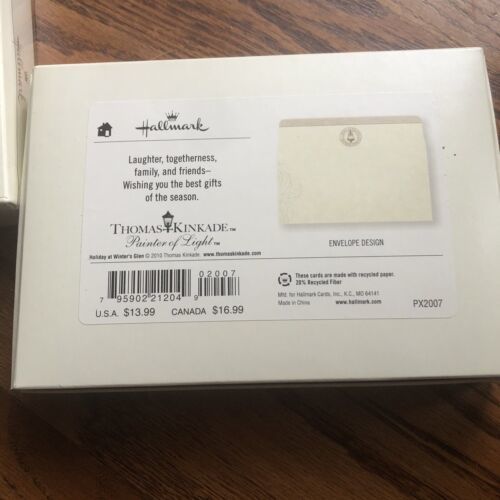 Hallmark
Laughter, togetherness,
family, and friends—
Wishing you the best gifts
of the season.
THOMAS KINKADE™
Painter of Light™
Holiday at Winter's Glen © 2010 Thomas Kinkade. www.thomaskinkade.com
02007
7 95902 21204 9
U.S.A. $13.99 CANADA $16.99
ENVELOPE DESIGN
These cards are made with recycled paper.
20% Recycled Fiber
Mfd. for Hallmark Cards, Inc., K.C., MO 64141
Made in China www.hallmark.com
PX2007